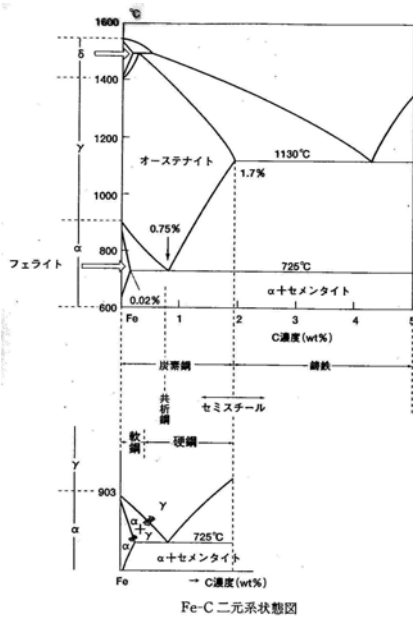 ℃
1600
δ
1400
γ
1200
オーステナイト
1130℃
1.7%
1000
0.75%
α
800
フェライト
725℃
α+セメンタイト
0.02%
600
Fe
1
2
3
4
5
C濃度(wt%)
炭素鋼
鋳鉄
共析鋼
セミスチール
軟鋼
硬鋼
γ
903
γ
α
+
γ
α
α
725℃
α+セメンタイト
Fe
→ C濃度(wt%)
Fe-C 二元系状態図